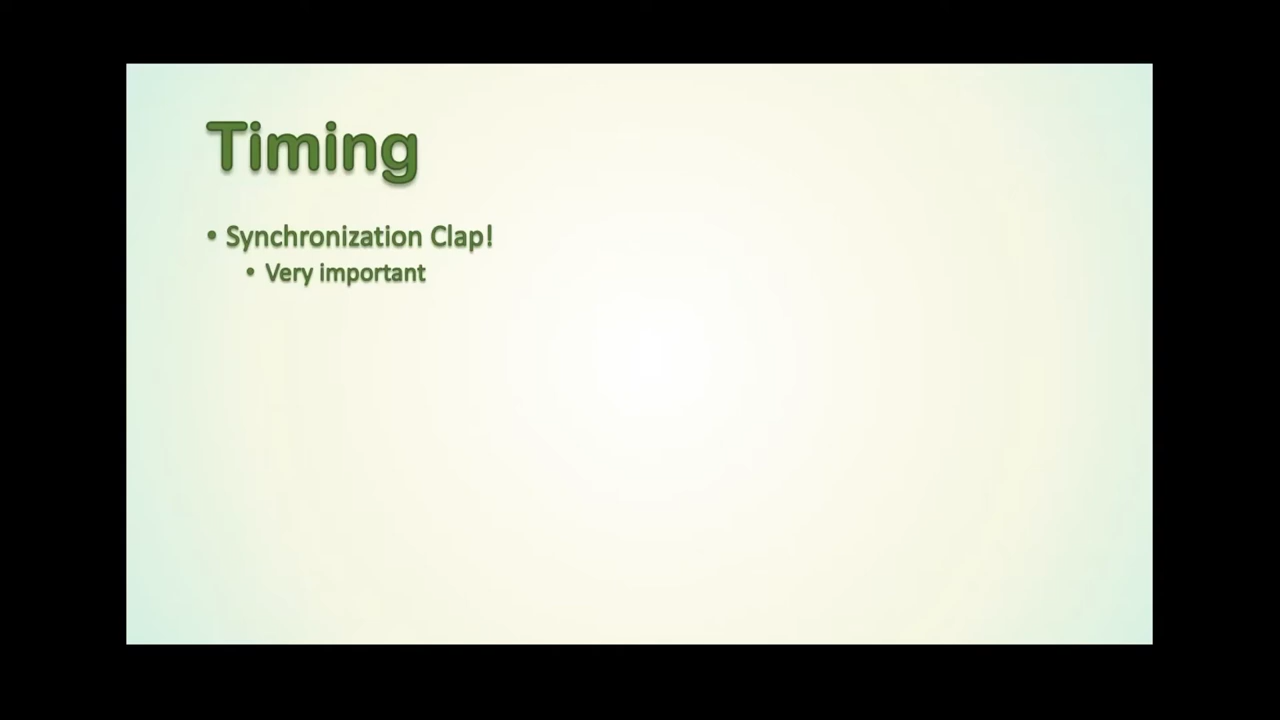 Timing
• Synchronization Clap!
• Very important